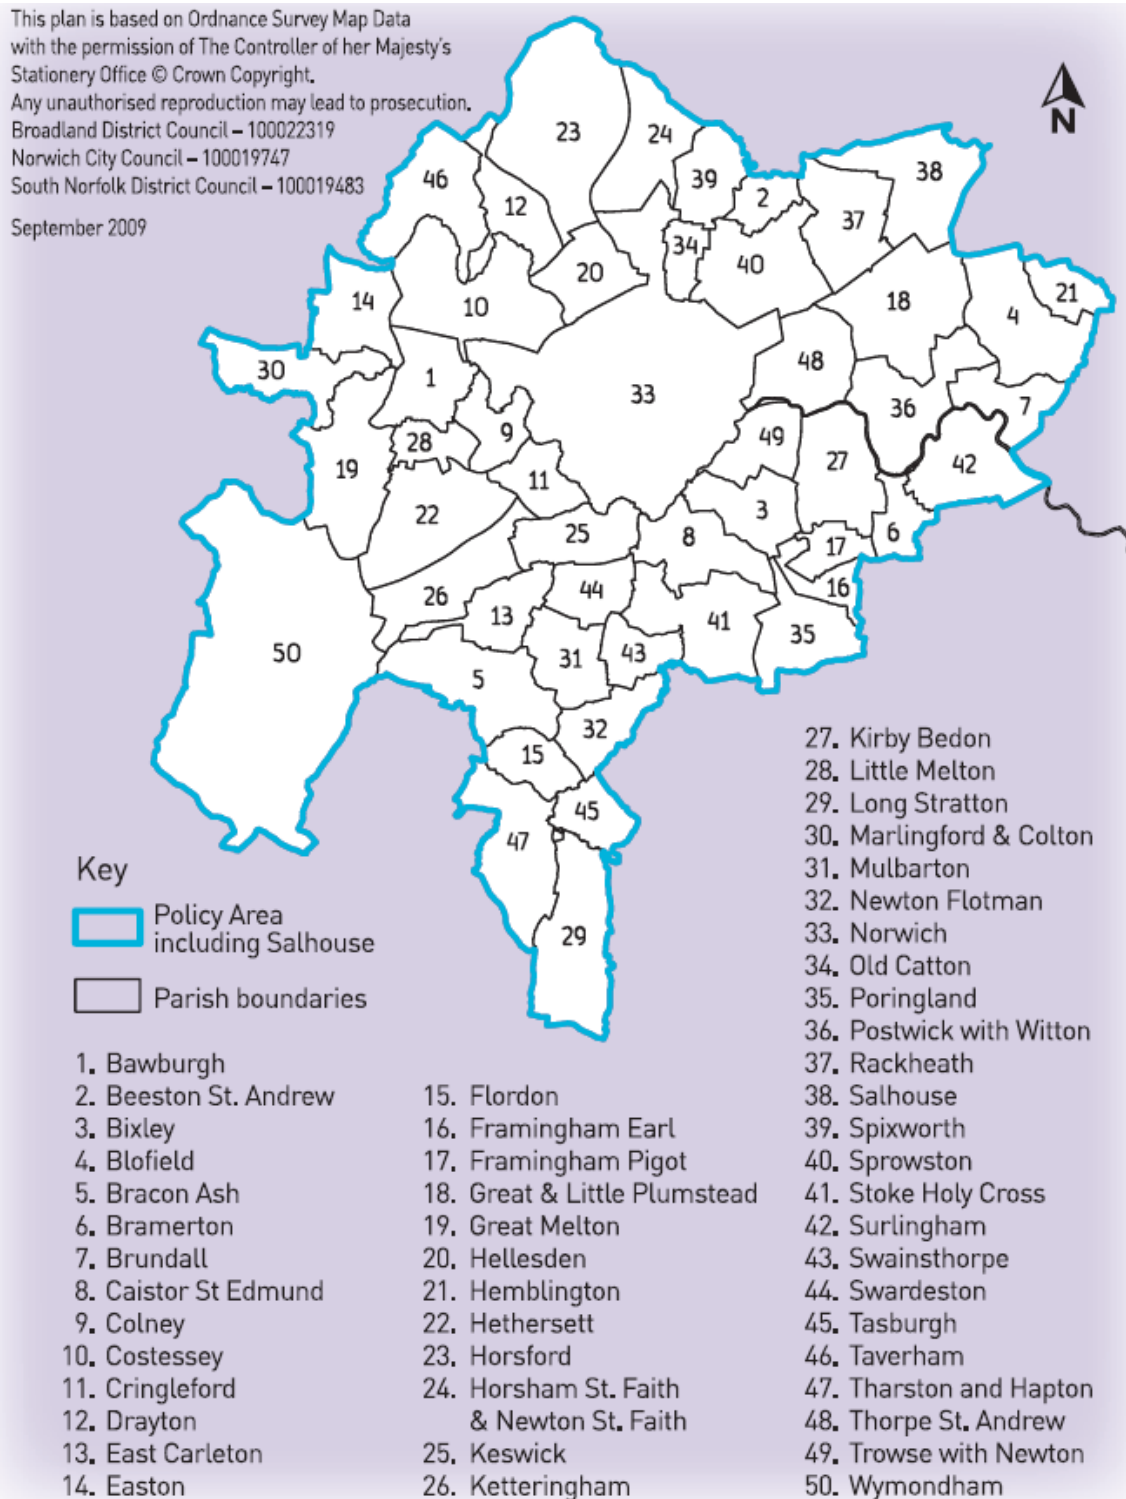 This plan is based on Ordnance Survey Map Data
with the permission of The Controller of her Majesty's
Stationery Office © Crown Copyright.
Any unauthorised reproduction may lead to prosecution.
Broadland District Council – 100022319
Norwich City Council – 100019747
South Norfolk District Council – 100019483
September 2009
N
23
24
38
46
39
2
12
37
34
40
20
14
10
18
21
4
30
48
1
33
36
7
9
49
28
27
42
19
11
22
3
25
8
6
17
44
16
26
13
41
35
43
31
50
5
32
15
45
47
29
Key
Policy Area
including Salhouse
Parish boundaries
1. Bawburgh
2. Beeston St. Andrew
3. Bixley
4. Blofield
5. Bracon Ash
6. Bramerton
7. Brundall
8. Caistor St Edmund
9. Colney
10. Costessey
11. Cringleford
12. Drayton
13. East Carleton
14. Easton
15. Flordon
16. Framingham Earl
17. Framingham Pigot
18. Great & Little Plumstead
19. Great Melton
20. Hellesden
21. Hemblington
22. Hethersett
23. Horsford
24. Horsham St. Faith
& Newton St. Faith
25. Keswick
26. Ketteringham
27. Kirby Bedon
28. Little Melton
29. Long Stratton
30. Marlingford & Colton
31. Mulbarton
32. Newton Flotman
33. Norwich
34. Old Catton
35. Poringland
36. Postwick with Witton
37. Rackheath
38. Salhouse
39. Spixworth
40. Sprowston
41. Stoke Holy Cross
42. Surlingham
43. Swainsthorpe
44. Swardeston
45. Tasburgh
46. Taverham
47. Tharston and Hapton
48. Thorpe St. Andrew
49. Trowse with Newton
50. Wymondham